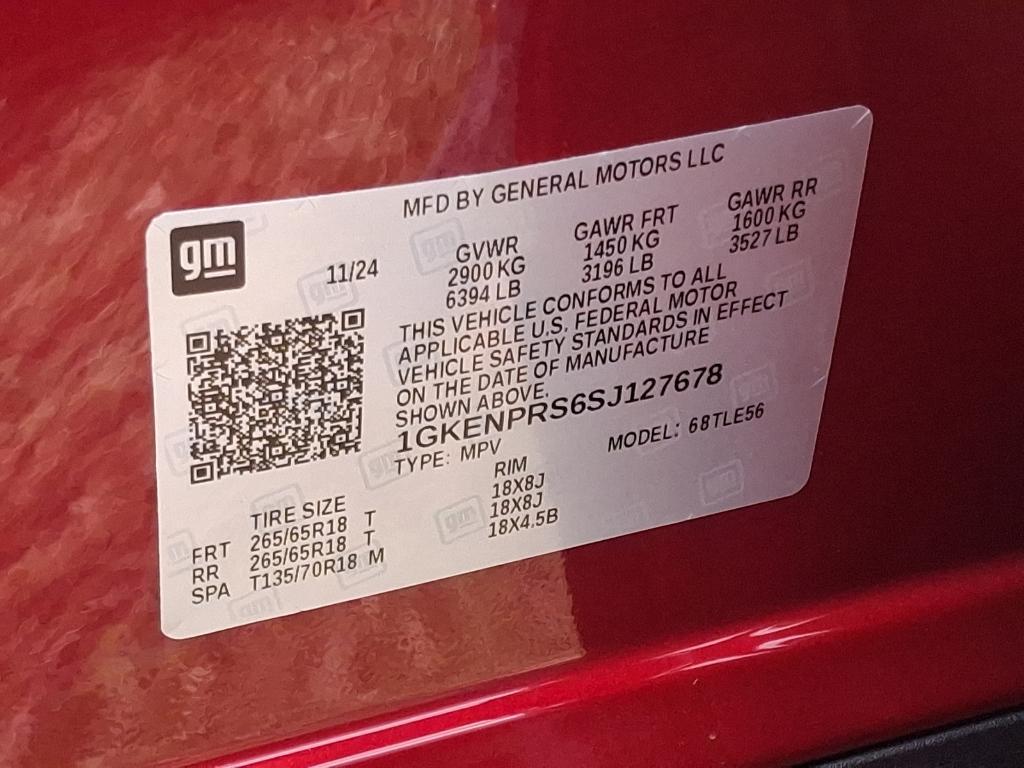 MFD BY GENERAL MOTORS LLC
gm
11/24
GVWR
2900 KG
6394 LB
GAWR FRT
1450 KG
3196 LB
GAWR RR
1600 KG
3527 LB
THIS VEHICLE CONFORMS TO ALL
APPLICABLE U.S. FEDERAL MOTOR
VEHICLE SAFETY STANDARDS IN EFFECT
ON THE DATE OF MANUFACTURE
SHOWN ABOVE.
1GKENPRS6SJ127678
TYPE: MPV MODEL: 68TLE56
TIRE SIZE RIM
FRT 265/65R18 T 18X8J
RR 265/65R18 T 18X8J
SPA T135/70R18 M 18X4.5B